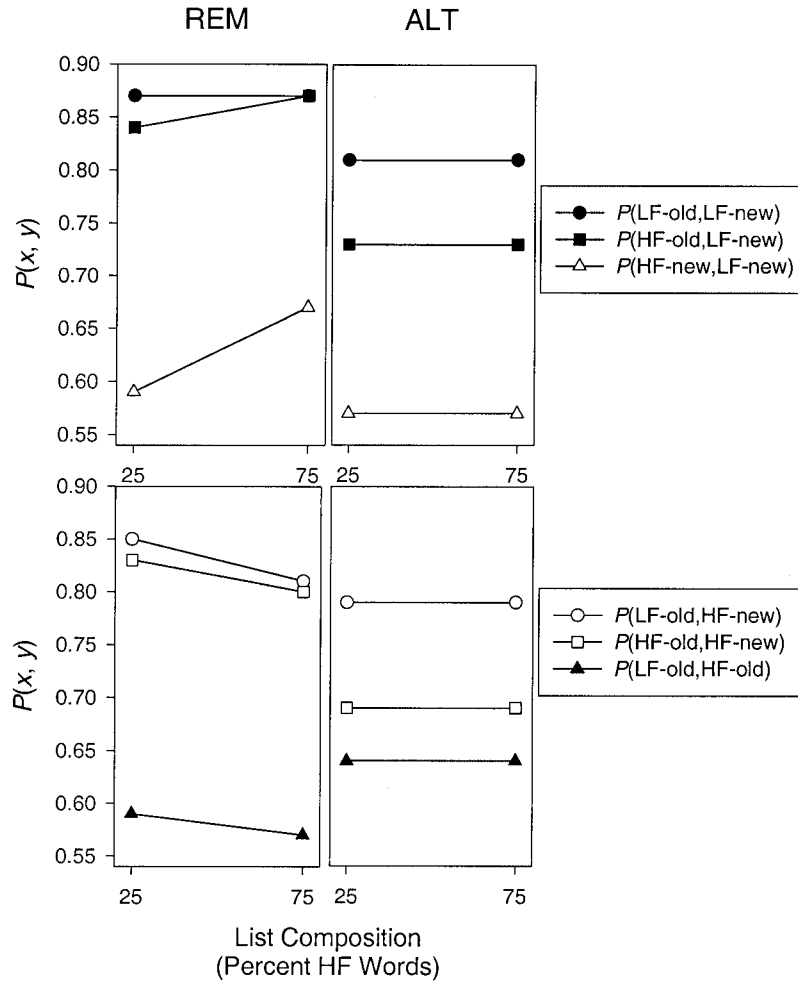 REM
ALT
0.90
0.85
0.80
0.75
0.70
0.65
0.60
0.55
P(x, y)
25
75
25
75
P(LF-old,LF-new)
P(HF-old,LF-new)
P(HF-new,LF-new)
0.90
0.85
0.80
0.75
0.70
0.65
0.60
0.55
P(x, y)
25
75
25
75
P(LF-old,HF-new)
P(HF-old,HF-new)
P(LF-old,HF-old)
List Composition
(Percent HF Words)